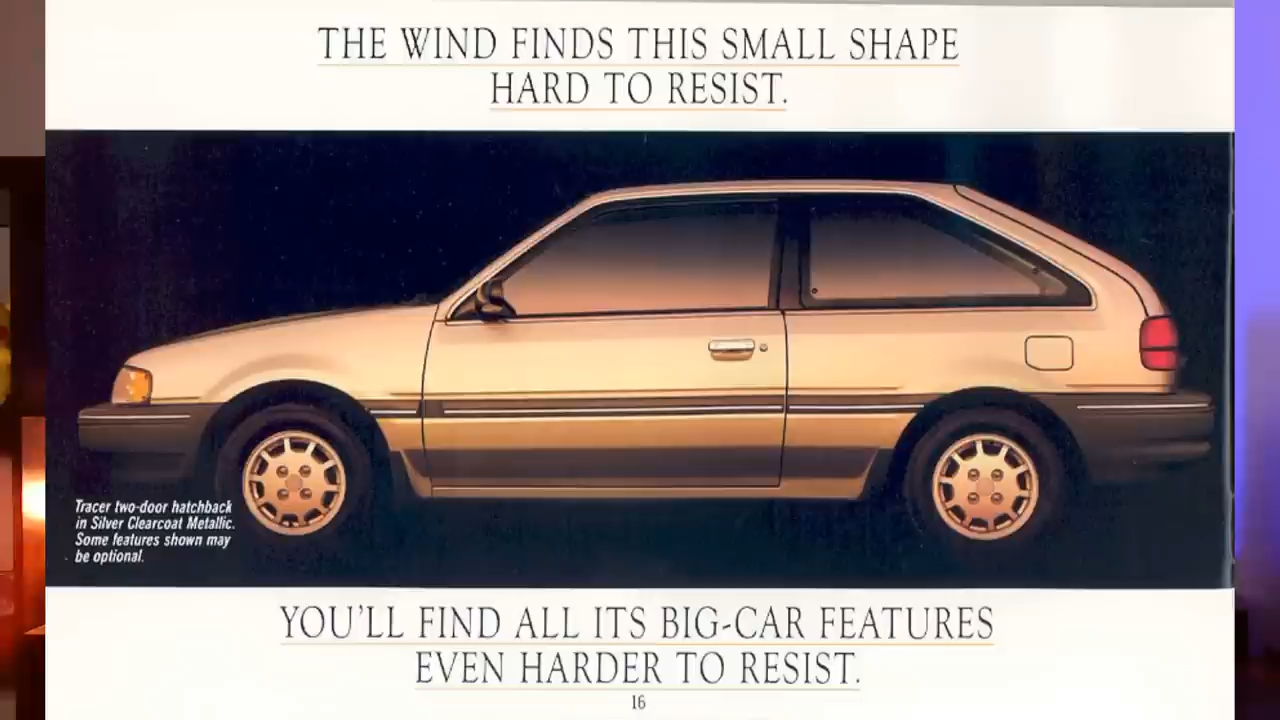 THE WIND FINDS THIS SMALL SHAPE
HARD TO RESIST.
Tracer two-door hatchback
in Silver Clearcoat Metallic.
Some features shown may
be optional.
YOU'LL FIND ALL ITS BIG-CAR FEATURES
EVEN HARDER TO RESIST.
16